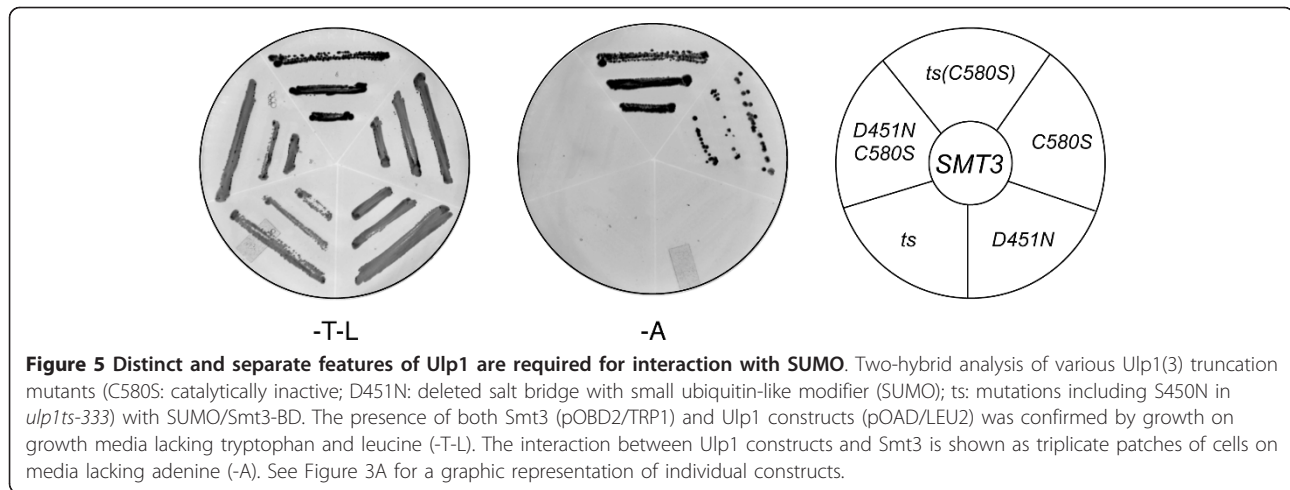 ts(C580S)
D451N
C580S
C580S
SMT3
ts
D451N
-T-L
-A
Figure 5 Distinct and separate features of Ulp1 are required for interaction with SUMO. Two-hybrid analysis of various Ulp1(3) truncation
mutants (C580S: catalytically inactive; D451N: deleted salt bridge with small ubiquitin-like modifier (SUMO); ts: mutations including S450N in
ulp1ts-333) with SUMO/Smt3-BD. The presence of both Smt3 (pOBD2/TRP1) and Ulp1 constructs (pOAD/LEU2) was confirmed by growth on
growth media lacking tryptophan and leucine (-T-L). The interaction between Ulp1 constructs and Smt3 is shown as triplicate patches of cells on
media lacking adenine (-A). See Figure 3A for a graphic representation of individual constructs.